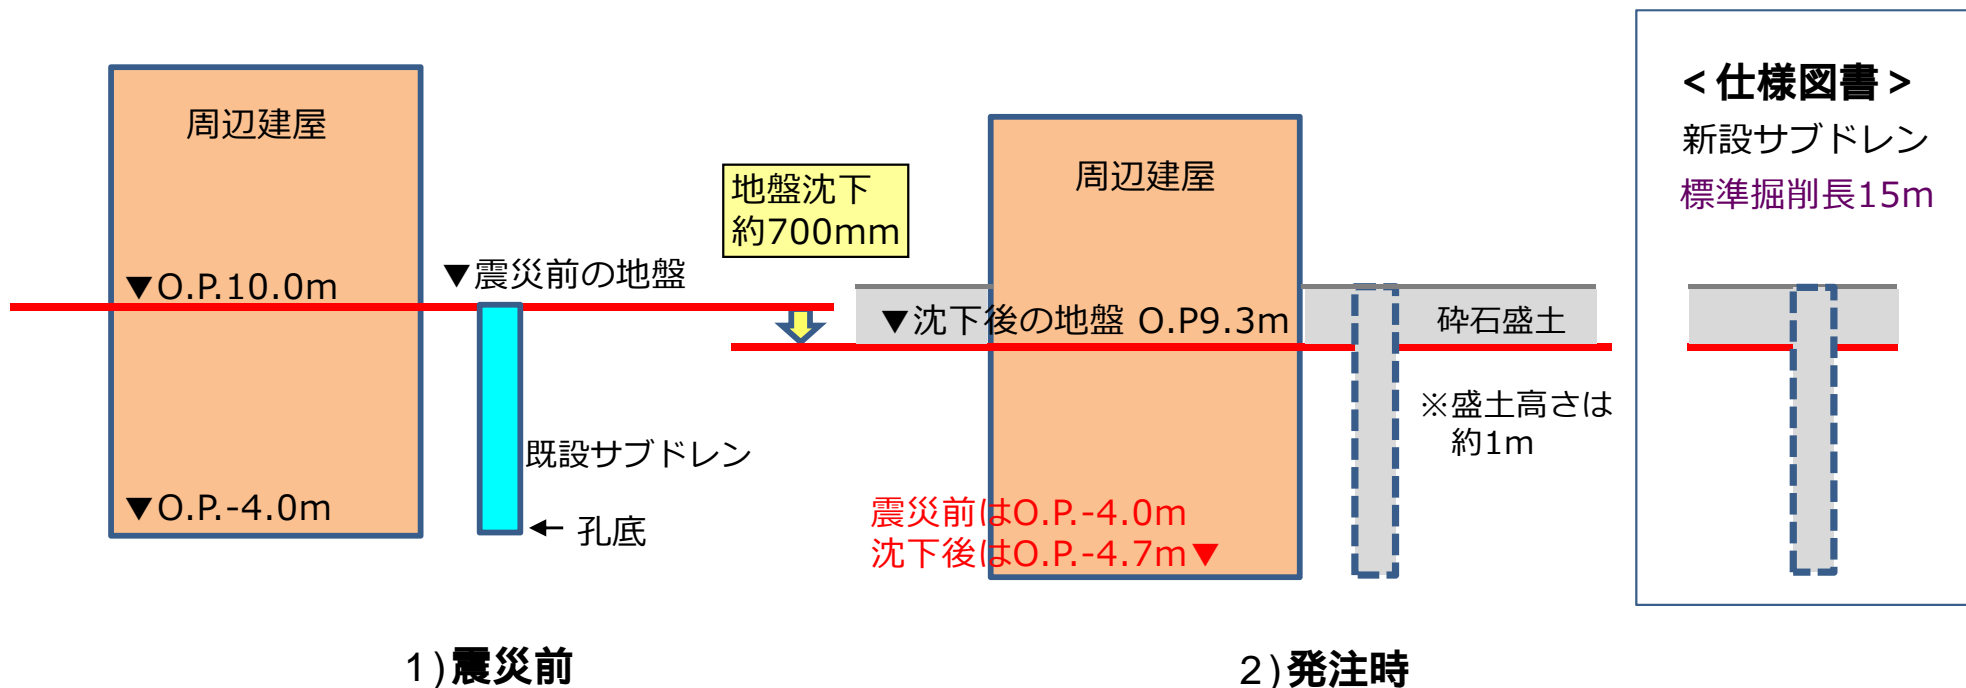 周辺建屋
▼O.P.10.0m
▼震災前の地盤
既設サブドレン
▼O.P.-4.0m
← 孔底
1)震災前
地盤沈下
約700mm
周辺建屋
▼沈下後の地盤 O.P9.3m
砕石盛土
※盛土高さは
約1m
震災前はO.P.-4.0m
沈下後はO.P.-4.7m▼
2)発注時
<仕様図書>
新設サブドレン
標準掘削長15m